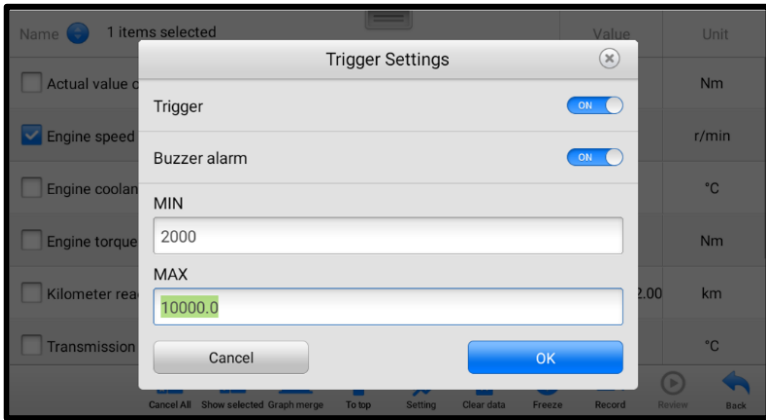 Name 1 items selected Value Unit
Trigger Settings
Actual value o Nm
Trigger ON
Engine speed r/min
Buzzer alarm ON
Engine coolan °C
MIN
2000
Engine torque Nm
MAX
Kilometer rea 10000.0 2.00 km
Transmission Cancel OK °C
Cancel All Show selected Graph merge To top Setting Clear data Freeze Record Review Back